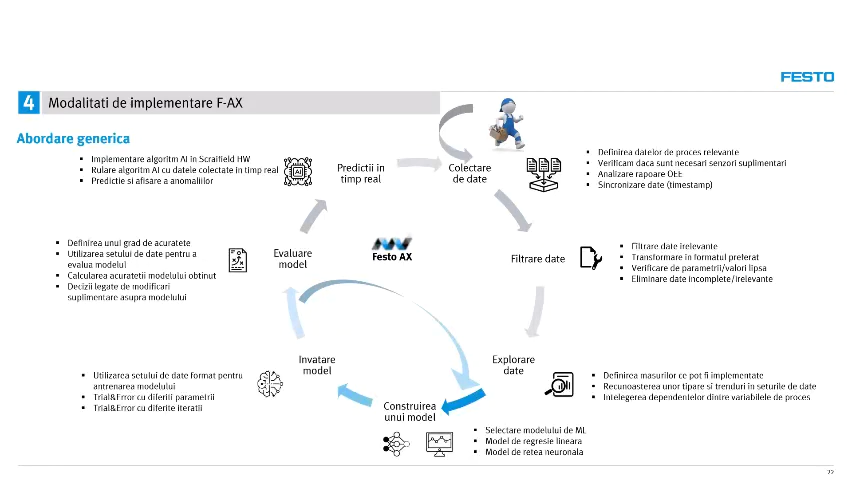 FESTO
4 Modalitati de implementare F-AX
Abordare generica
Implementare algoritm AI in Scraifield HW
Rulare algoritm AI cu datele colectate in timp real
Predictie si afisare a anomaliilor
AI
Predictii in
timp real
Colectare
de date
Definirea datelor de proces relevante
Verificam daca sunt necesari senzori suplimentari
Analizare rapoare OEE
Sincronizare date (timestamp)
Definirea unui grad de acuratete
Utilizarea setului de date pentru a
evalua modelul
Calcularea acuratetii modelului obtinut
Decizii legate de modificari
suplimentare asupra modelului
Evaluare
model
Festo AX
Filtrare date
Filtrare date irelevante
Transformare in formatul preferat
Verificare de parametrii/valori lipsa
Eliminare date incomplete/irelevante
Utilizarea setului de date format pentru
antrenarea modelului
Trial&Error cu diferiti parametrii
Trial&Error cu diferite iteratii
Invatare
model
Explorare
date
Definirea masurilor ce pot fi implementate
Recunoasterea unor tipare si trenduri in seturile de date
Intelegerea dependentelor dintre variabilele de proces
Construirea
unui model
Selectare modelului de ML
Model de regresie lineara
Model de retea neuronala
22